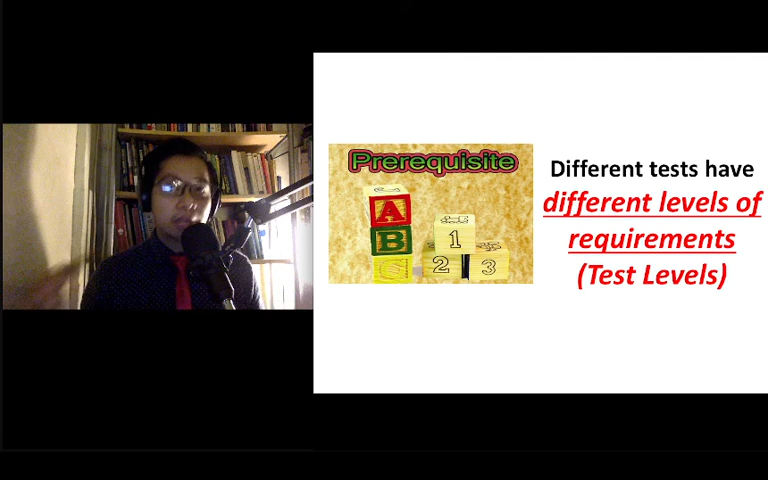 Prerequisite
A
B
1
2 3
Different tests have
different levels of
requirements
(Test Levels)